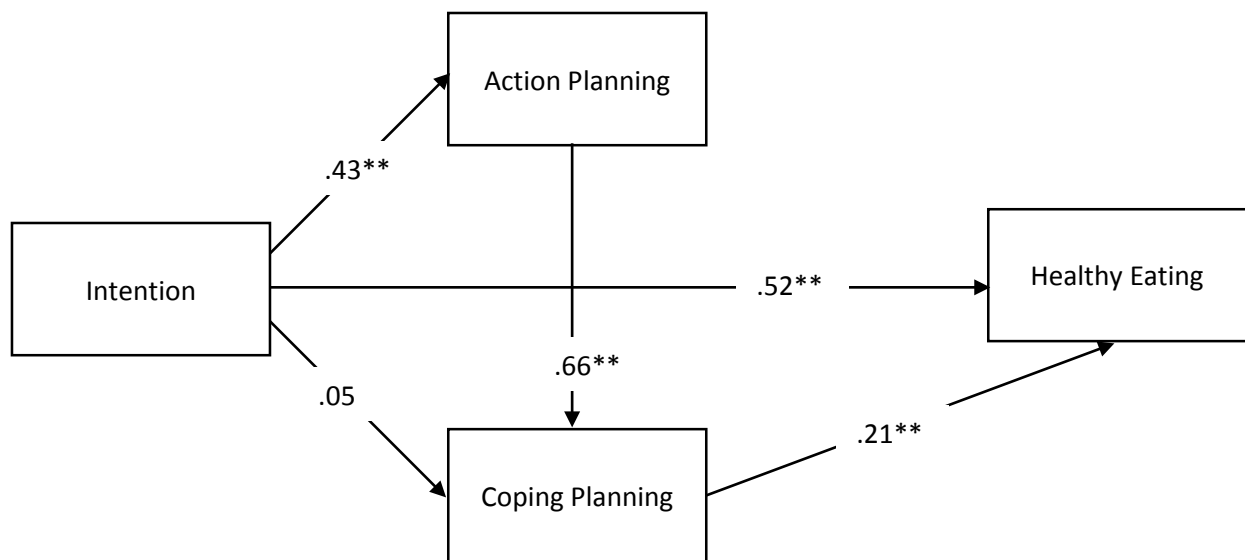 Action Planning
.43**
Intention
.52**
Healthy Eating
.66**
.05
.21**
Coping Planning